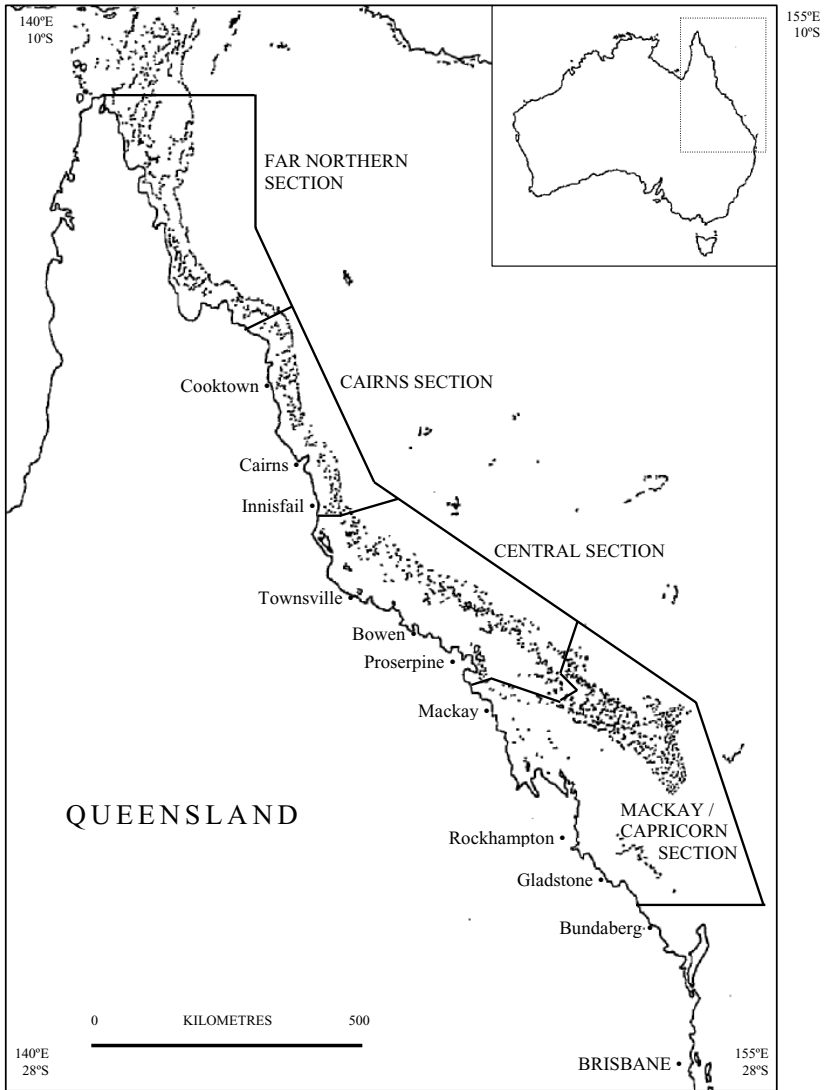 140ºE
10ºS
155ºE
10ºS
FAR NORTHERN
SECTION
Cooktown
CAIRNS SECTION
Cairns
Innisfail
CENTRAL SECTION
Townsville
Bowen
Proserpine
Mackay
QUEENSLAND
MACKAY /
CAPRICORN
SECTION
Rockhampton
Gladstone
Bundaberg
0 KILOMETRES 500
140ºE
28ºS
155ºE
28ºS
BRISBANE